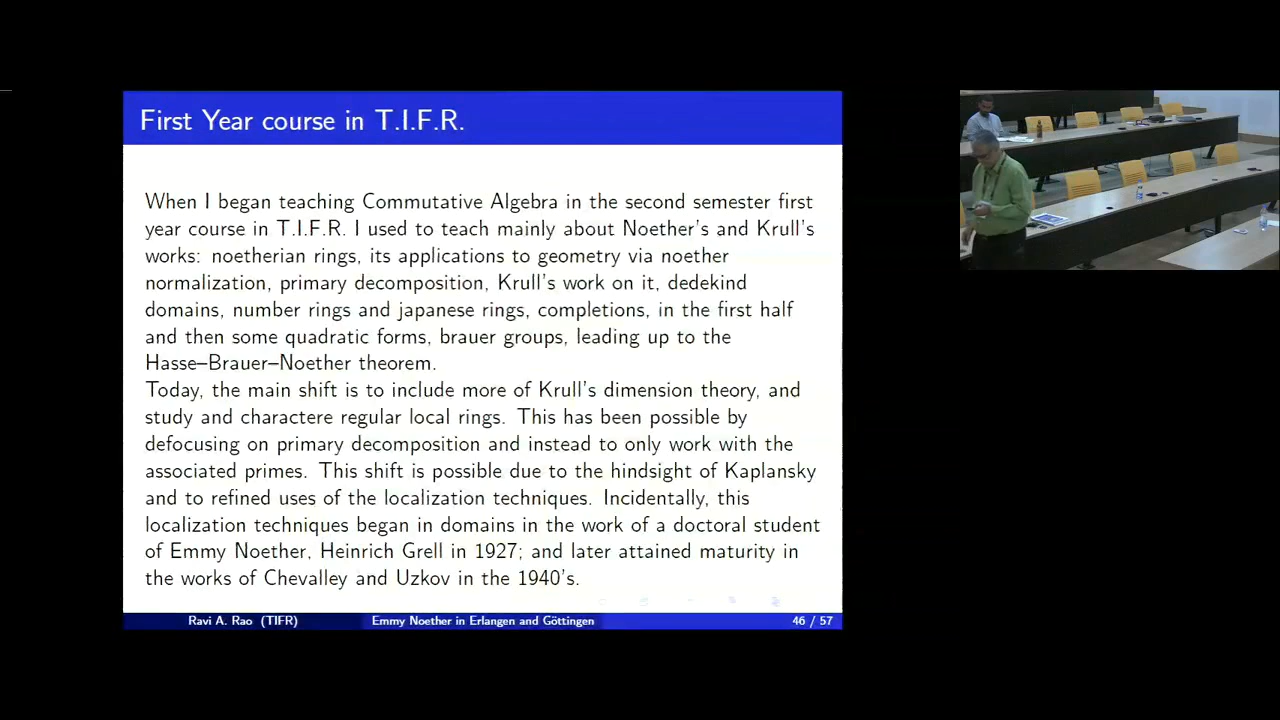 First Year course in T.I.F.R.
When I began teaching Commutative Algebra in the second semester first
year course in T.I.F.R. I used to teach mainly about Noether's and Krull's
works: noetherian rings, its applications to geometry via noether
normalization, primary decomposition, Krull's work on it, dedekind
domains, number rings and japanese rings, completions, in the first half
and then some quadratic forms, brauer groups, leading up to the
Hasse–Brauer–Noether theorem.
Today, the main shift is to include more of Krull's dimension theory, and
study and charactere regular local rings. This has been possible by
defocusing on primary decomposition and instead to only work with the
associated primes. This shift is possible due to the hindsight of Kaplansky
and to refined uses of the localization techniques. Incidentally, this
localization techniques began in domains in the work of a doctoral student
of Emmy Noether, Heinrich Grell in 1927; and later attained maturity in
the works of Chevalley and Uzkov in the 1940's.
Ravi A. Rao (TIFR) Emmy Noether in Erlangen and Göttingen 46 / 57